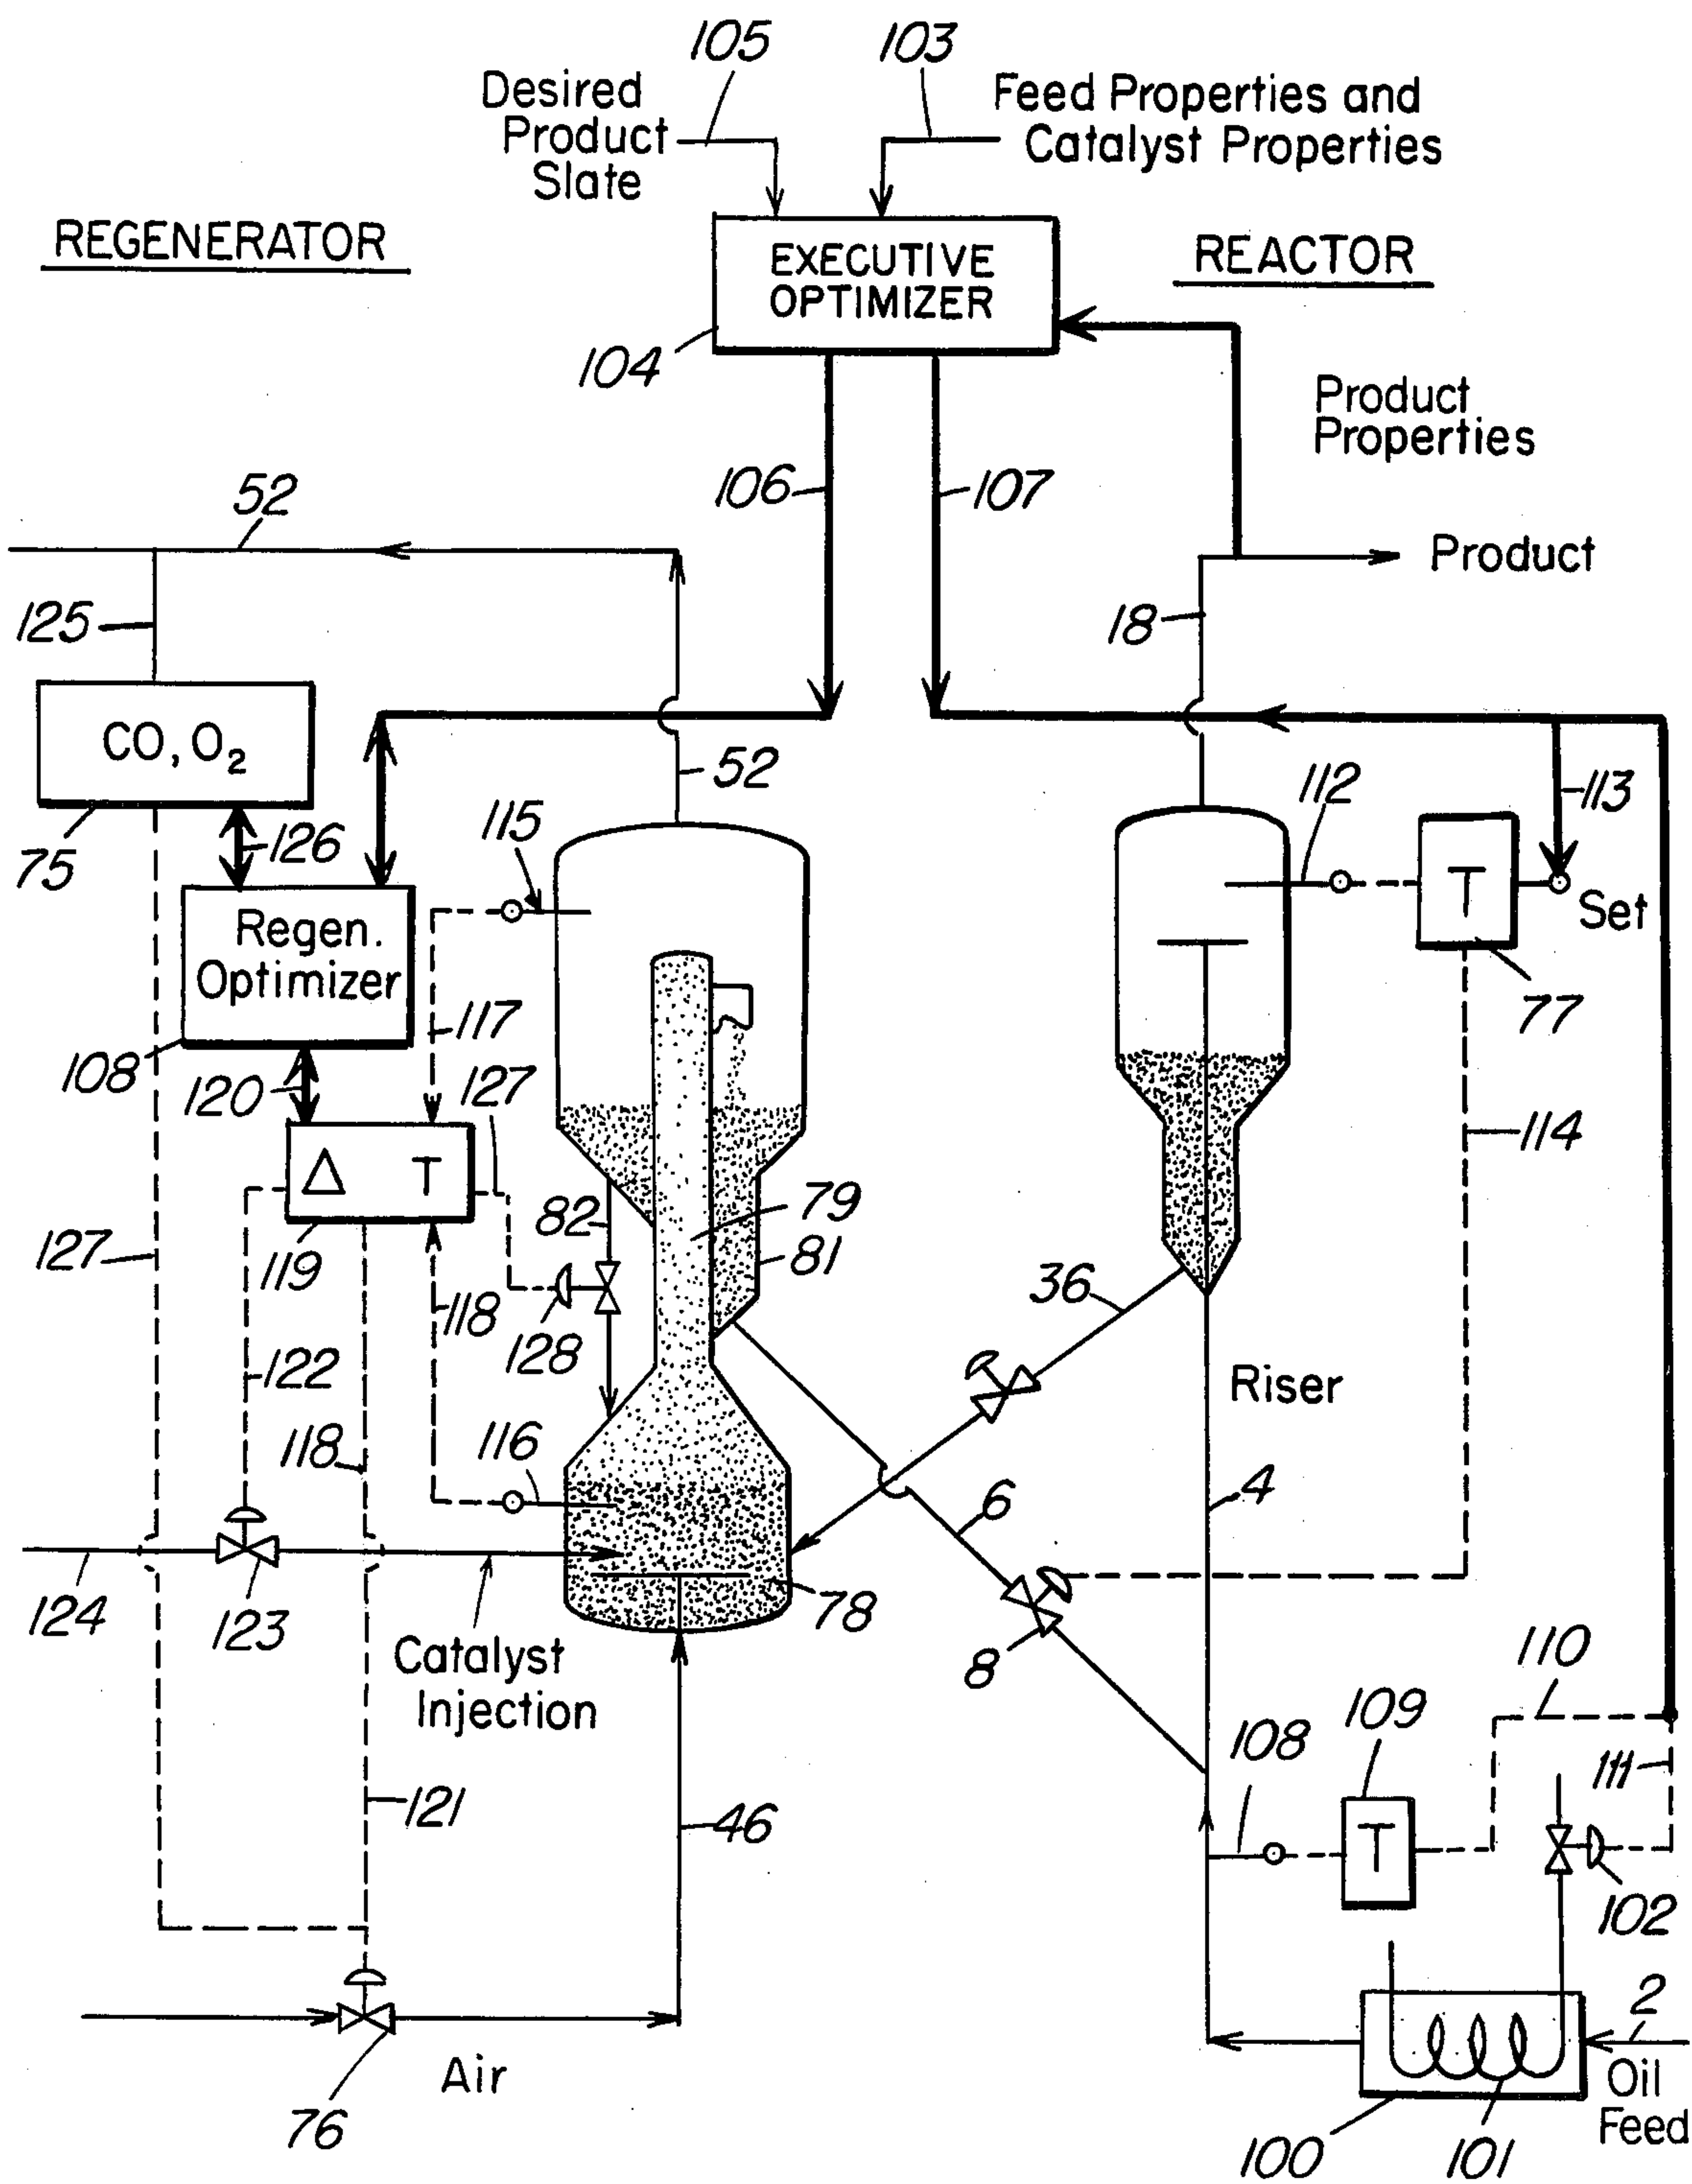 105
103
Desired
Product
Slate
Feed Properties and
Catalyst Properties
REGENERATOR
EXECUTIVE
OPTIMIZER
REACTOR
104
Product
Properties
106
107
52
Product
125
18
CO, O2
52
112
113
75
126
115
T
Set
Regen.
Optimizer
77
117
108
120
127
114
Δ T
82
79
127
119
81
118
36
128
122
Riser
118
116
4
6
124
123
78
Catalyst
Injection
8
110
109
108
111
121
46
T
102
2
Air
Oil
Feed
76
100
101